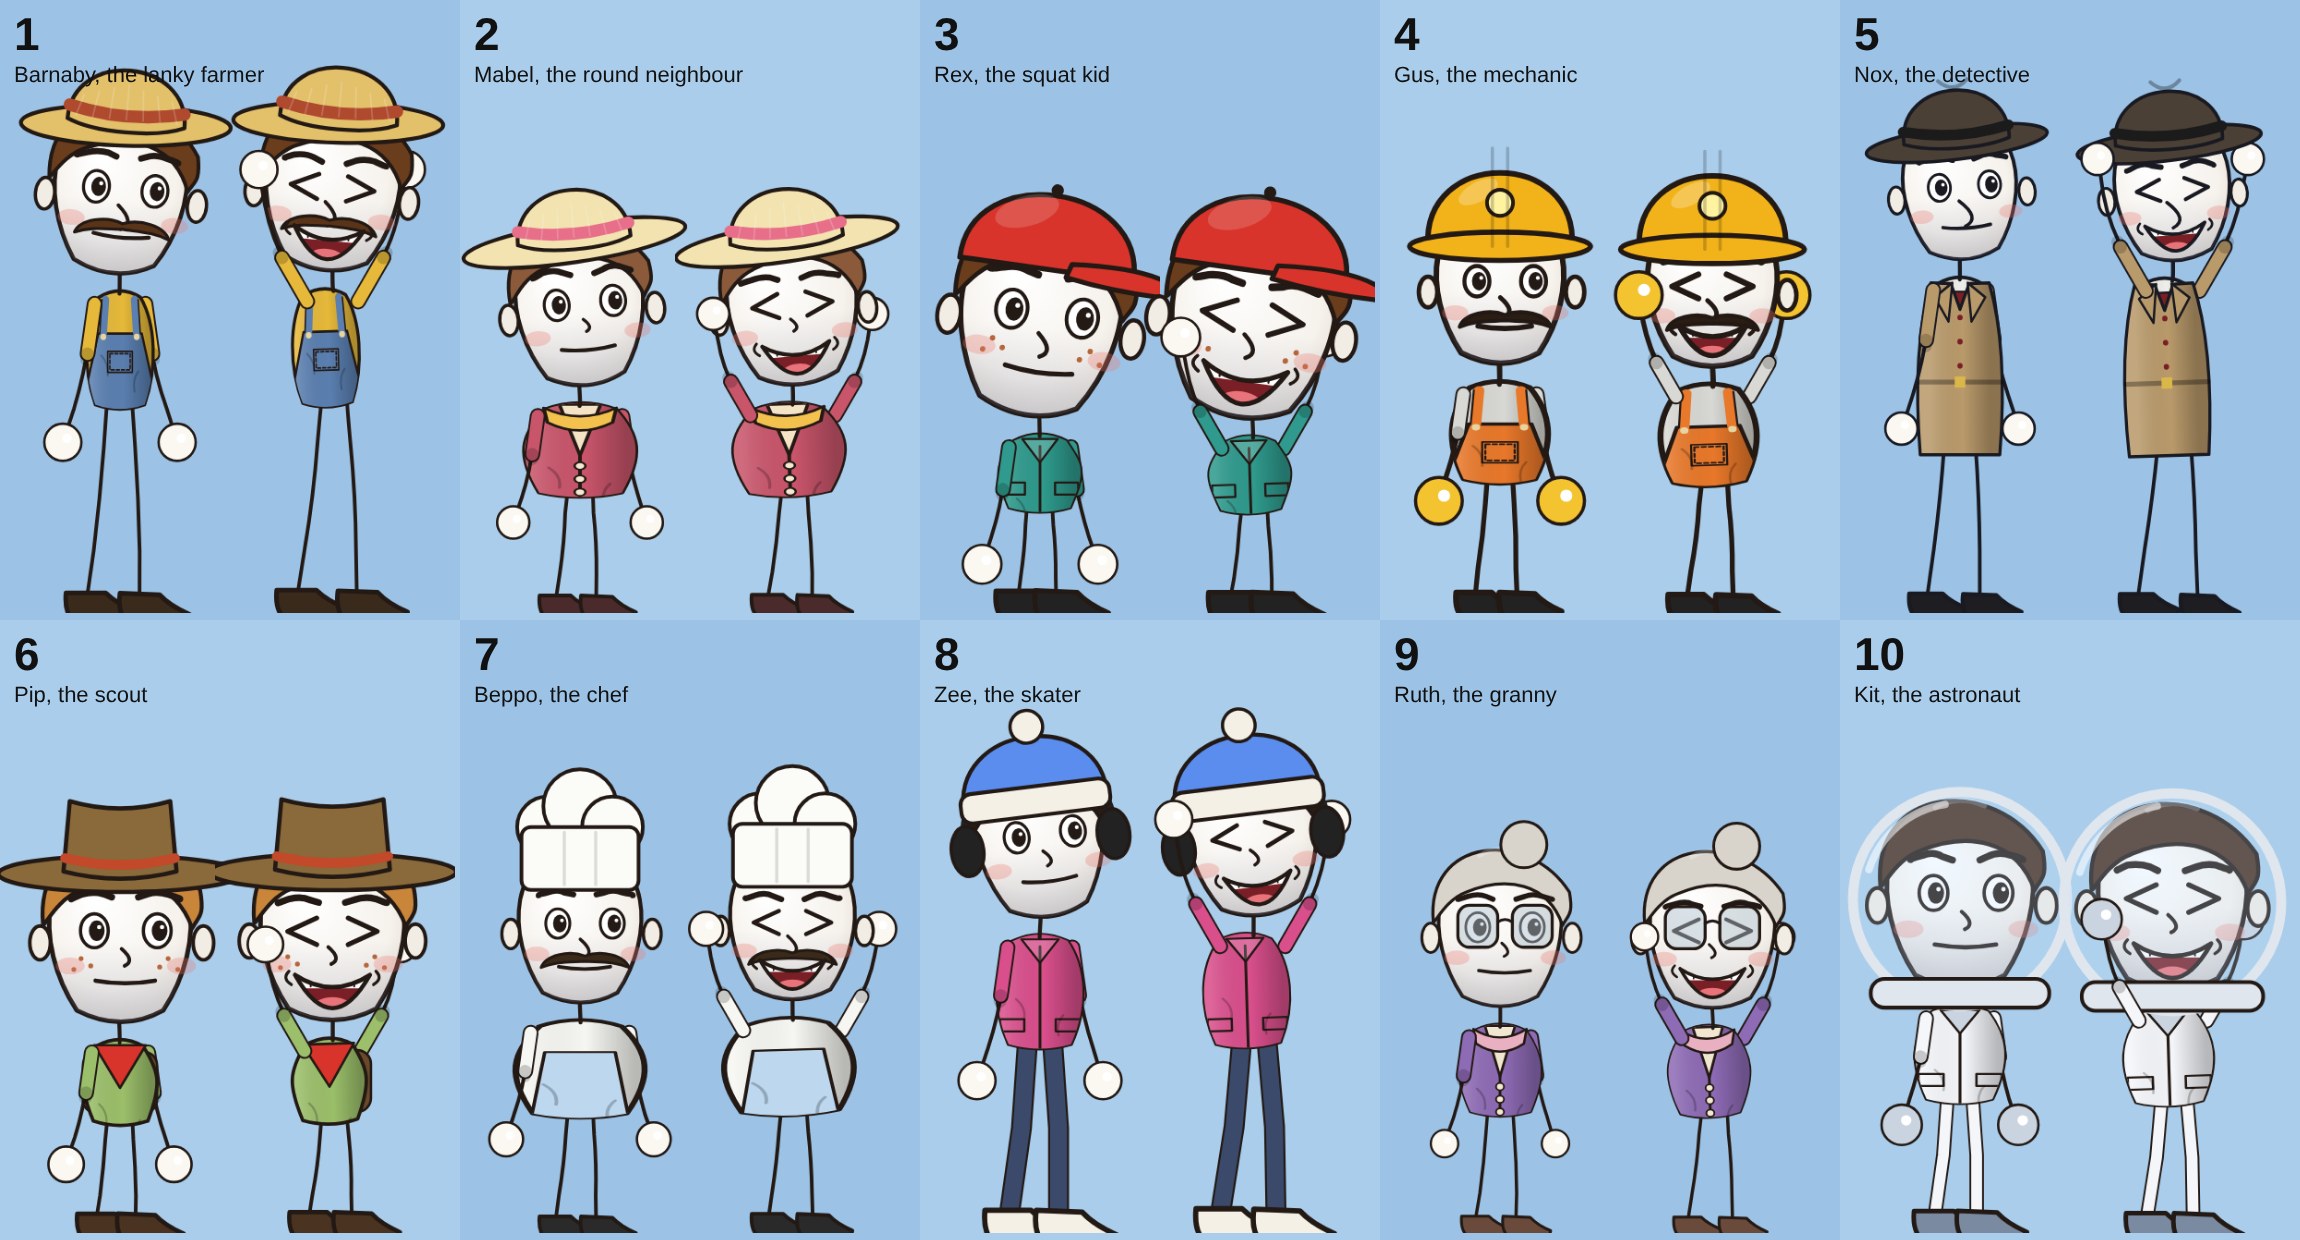 1
Barnaby, the lanky farmer
2
Mabel, the round neighbour
3
Rex, the squat kid
4
Gus, the mechanic
5
Nox, the detective
6
Pip, the scout
7
Beppo, the chef
8
Zee, the skater
9
Ruth, the granny
10
Kit, the astronaut